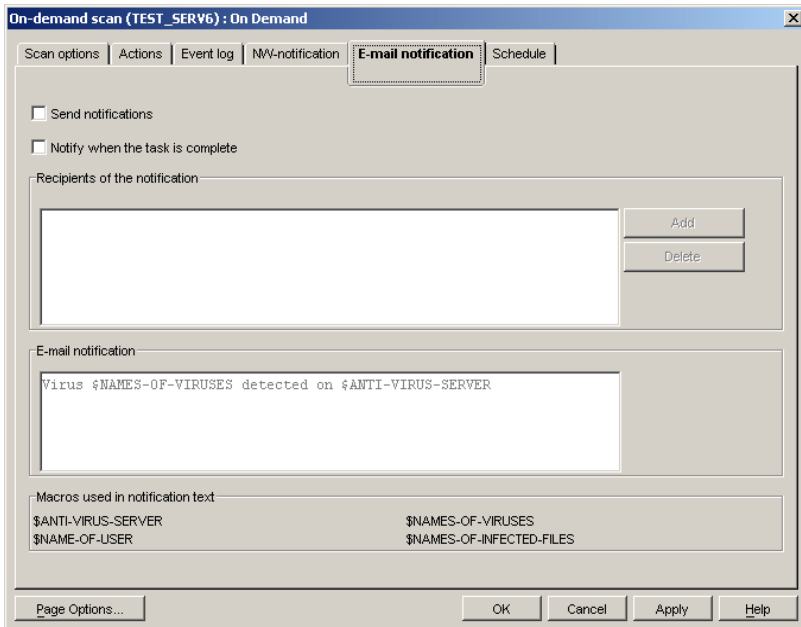 On-demand scan (TEST_SERV6) : On Demand
Scan options Actions Event log NW-notification E-mail notification Schedule
Send notifications
Notify when the task is complete
Recipients of the notification
Add
Delete
E-mail notification
Virus $NAMES-OF-VIRUSES detected on $ANTI-VIRUS-SERVER
Macros used in notification text
$ANTI-VIRUS-SERVER $NAMES-OF-VIRUSES
$NAME-OF-USER $NAMES-OF-INFECTED-FILES
Page Options... OK Cancel Apply Help